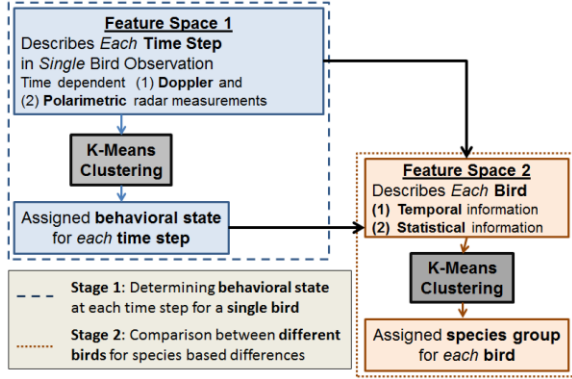 Feature Space 1
Describes Each Time Step
in Single Bird Observation
Time dependent (1) Doppler and
(2) Polarimetric radar measurements
K-Means
Clustering
Assigned behavioral state
for each time step
Feature Space 2
Describes Each Bird
(1) Temporal information
(2) Statistical information
K-Means
Clustering
Assigned species group
for each bird
Stage 1: Determining behavioral state
at each time step for a single bird
Stage 2: Comparison between different
birds for species based differences